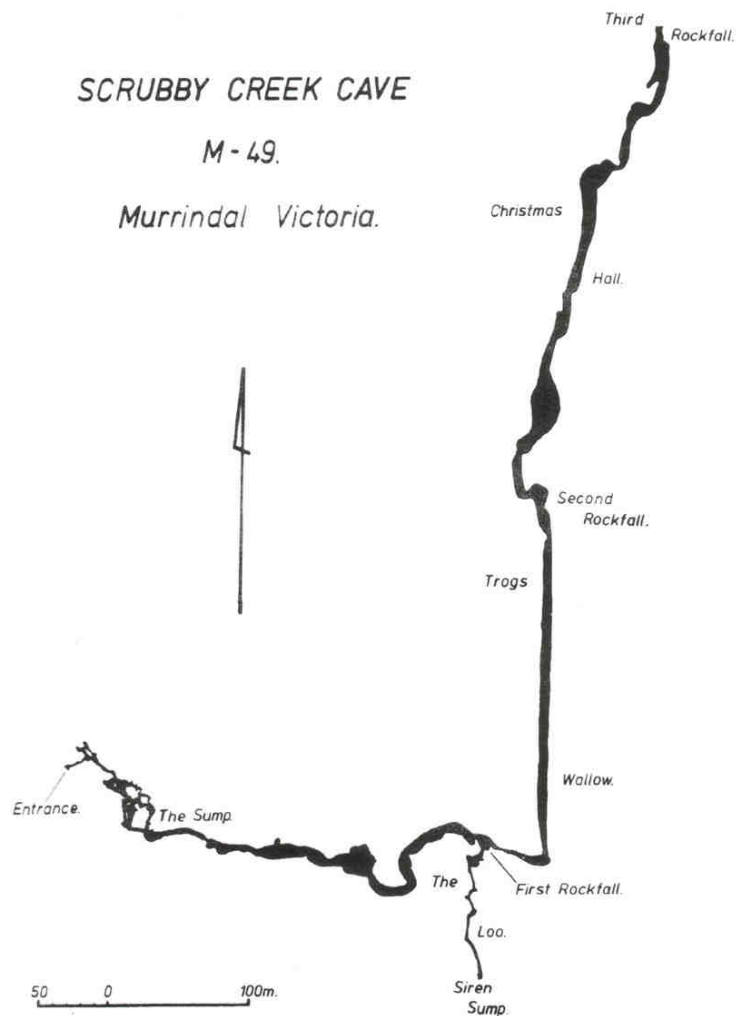 Third
Rockfall.
SCRUBBY CREEK CAVE
M-49.
Murrindal Victoria.
Christmas
Hall.
Second
Rockfall.
Trogs
Wallow.
Entrance.
The Sump.
The
First Rockfall.
Loo.
Siren
Sump.
50 0 100m.